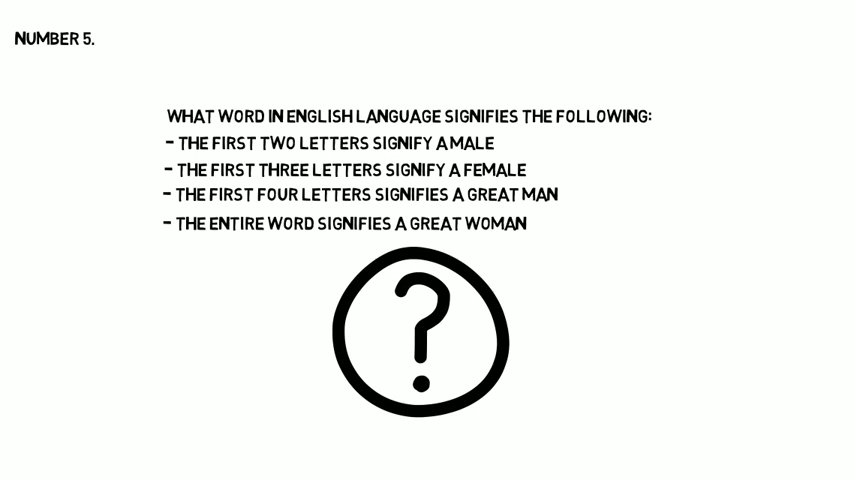 NUMBER 5.
WHAT WORD IN ENGLISH LANGUAGE SIGNIFIES THE FOLLOWING:
- THE FIRST TWO LETTERS SIGNIFY A MALE
- THE FIRST THREE LETTERS SIGNIFY A FEMALE
- THE FIRST FOUR LETTERS SIGNIFIES A GREAT MAN
- THE ENTIRE WORD SIGNIFIES A GREAT WOMAN
?